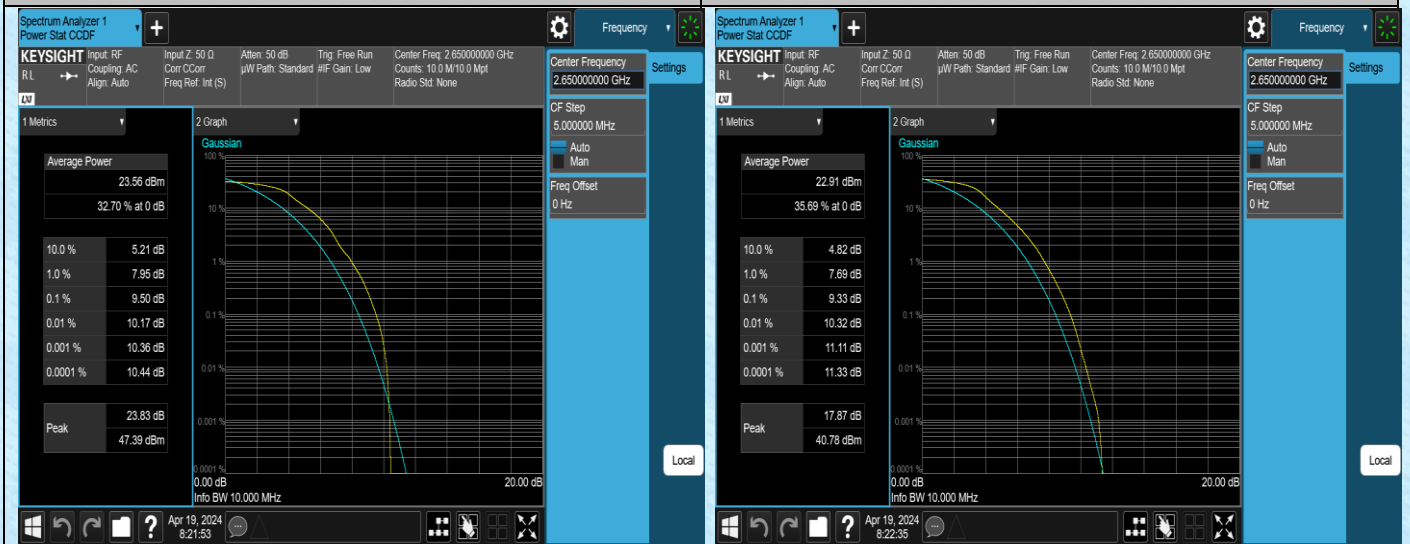 Spectrum Analyzer 1
Power Stat CCDF
Frequency
KEYSIGHT
RL
LXI
Input: RF
Coupling: AC
Align: Auto
Input Z: 50 Ω
Corr CCorr
Freq Ref: Int (S)
Atten: 50 dB
µW Path: Standard
Trig: Free Run
#IF Gain: Low
Center Freq: 2.650000000 GHz
Counts: 10.0 M/10.0 Mpt
Radio Std: None
Center Frequency
2.650000000 GHz
Settings
CF Step
5.000000 MHz
Auto
Man
Freq Offset
0 Hz
1 Metrics
Average Power
23.56 dBm
32.70 % at 0 dB
10.0 % 5.21 dB
1.0 % 7.95 dB
0.1 % 9.50 dB
0.01 % 10.17 dB
0.001 % 10.36 dB
0.0001 % 10.44 dB
Peak
23.83 dB
47.39 dBm
2 Graph
Gaussian
100 %
10 %
1 %
0.1 %
0.01 %
0.001 %
0.0001 %
0.00 dB 20.00 dB
Info BW 10.000 MHz
Local
Apr 19, 2024
8:21:53
Spectrum Analyzer 1
Power Stat CCDF
Frequency
KEYSIGHT
RL
LXI
Input: RF
Coupling: AC
Align: Auto
Input Z: 50 Ω
Corr CCorr
Freq Ref: Int (S)
Atten: 50 dB
µW Path: Standard
Trig: Free Run
#IF Gain: Low
Center Freq: 2.650000000 GHz
Counts: 10.0 M/10.0 Mpt
Radio Std: None
Center Frequency
2.650000000 GHz
Settings
CF Step
5.000000 MHz
Auto
Man
Freq Offset
0 Hz
1 Metrics
Average Power
22.91 dBm
35.69 % at 0 dB
10.0 % 4.82 dB
1.0 % 7.69 dB
0.1 % 9.33 dB
0.01 % 10.32 dB
0.001 % 11.11 dB
0.0001 % 11.33 dB
Peak
17.87 dB
40.78 dBm
2 Graph
Gaussian
100 %
10 %
1 %
0.1 %
0.01 %
0.001 %
0.0001 %
0.00 dB 20.00 dB
Info BW 10.000 MHz
Local
Apr 19, 2024
8:22:35